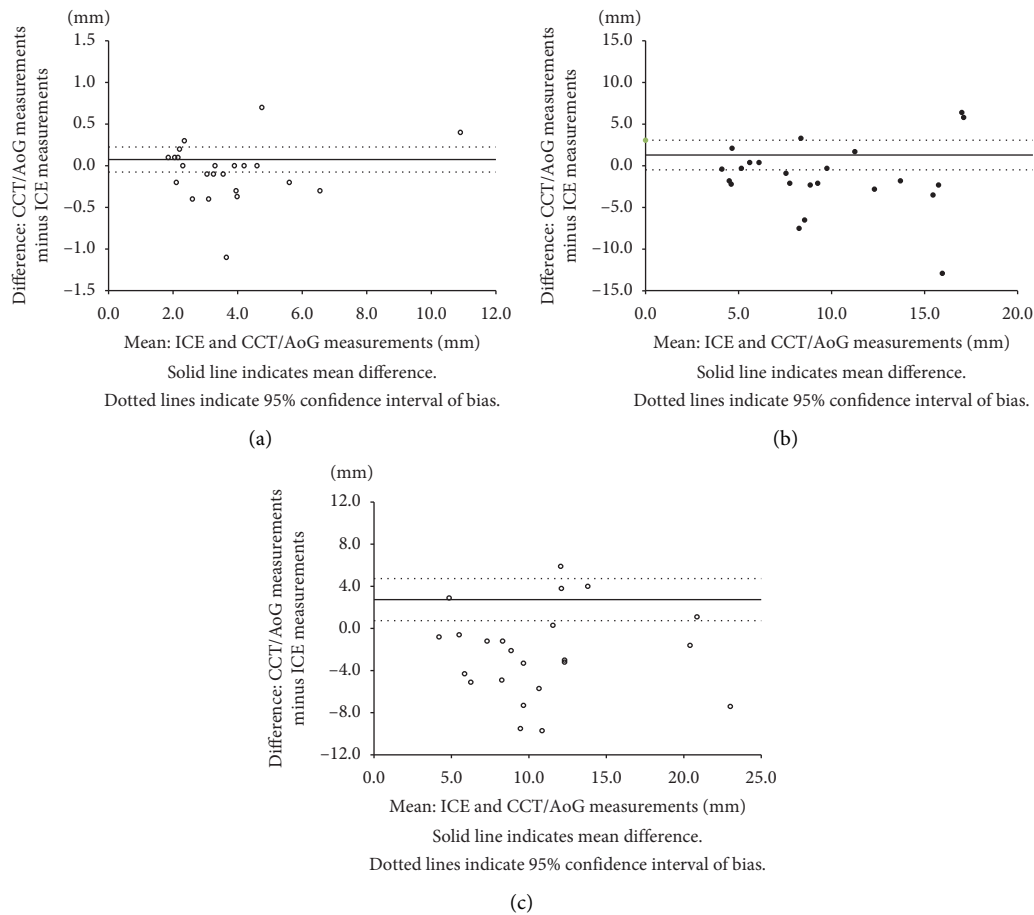 (mm)
Difference: CCT/AoG measurements
minus ICE measurements
1.5
1.0
0.5
0.0
−0.5
−1.0
−1.5
0.0 2.0 4.0 6.0 8.0 10.0 12.0
Mean: ICE and CCT/AoG measurements (mm)
Solid line indicates mean difference.
Dotted lines indicate 95% confidence interval of bias.
(a)
(mm)
Difference: CCT/AoG measurements
minus ICE measurements
15.0
10.0
5.0
0.0
−5.0
−10.0
−15.0
0.0 5.0 10.0 15.0 20.0
Mean: ICE and CCT/AoG measurements (mm)
Solid line indicates mean difference.
Dotted lines indicate 95% confidence interval of bias.
(b)
(mm)
Difference: CCT/AoG measurements
minus ICE measurements
12.0
8.0
4.0
0.0
−4.0
−8.0
−12.0
0.0 5.0 10.0 15.0 20.0 25.0
Mean: ICE and CCT/AoG measurements (mm)
Solid line indicates mean difference.
Dotted lines indicate 95% confidence interval of bias.
(c)